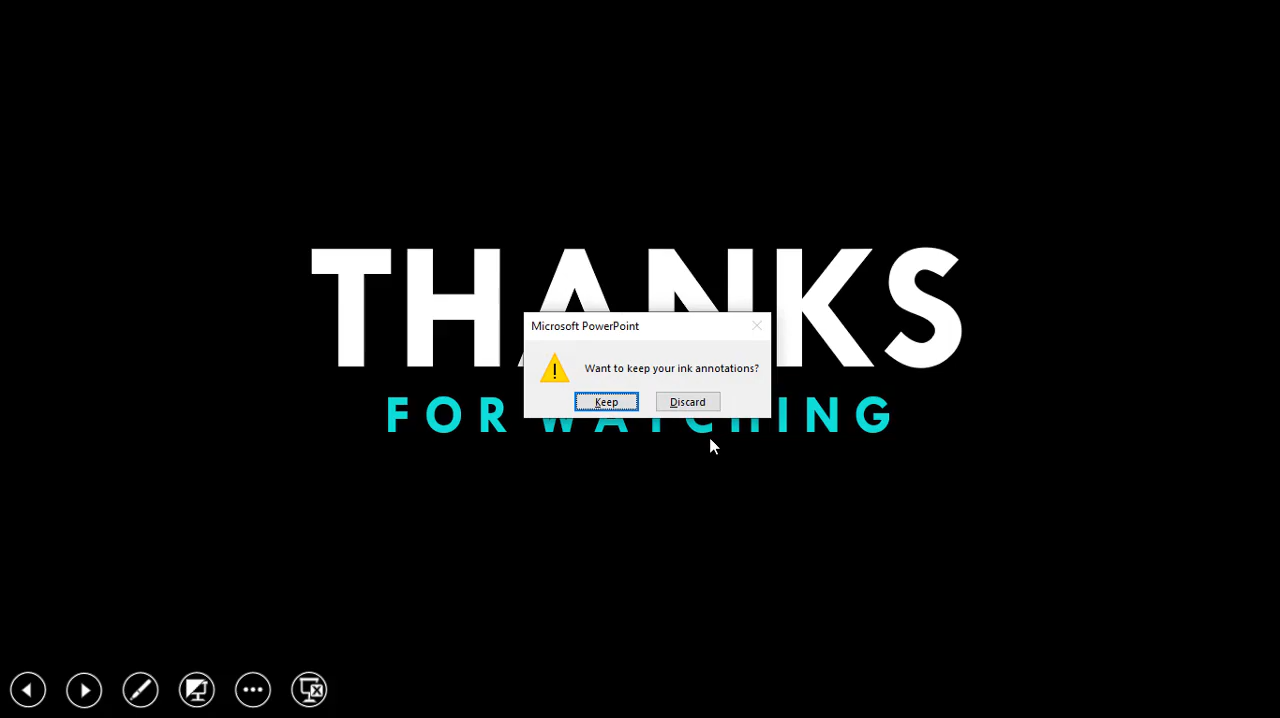 THANKS
Microsoft PowerPoint
Want to keep your ink annotations?
Keep
Discard
FOR WATCHING